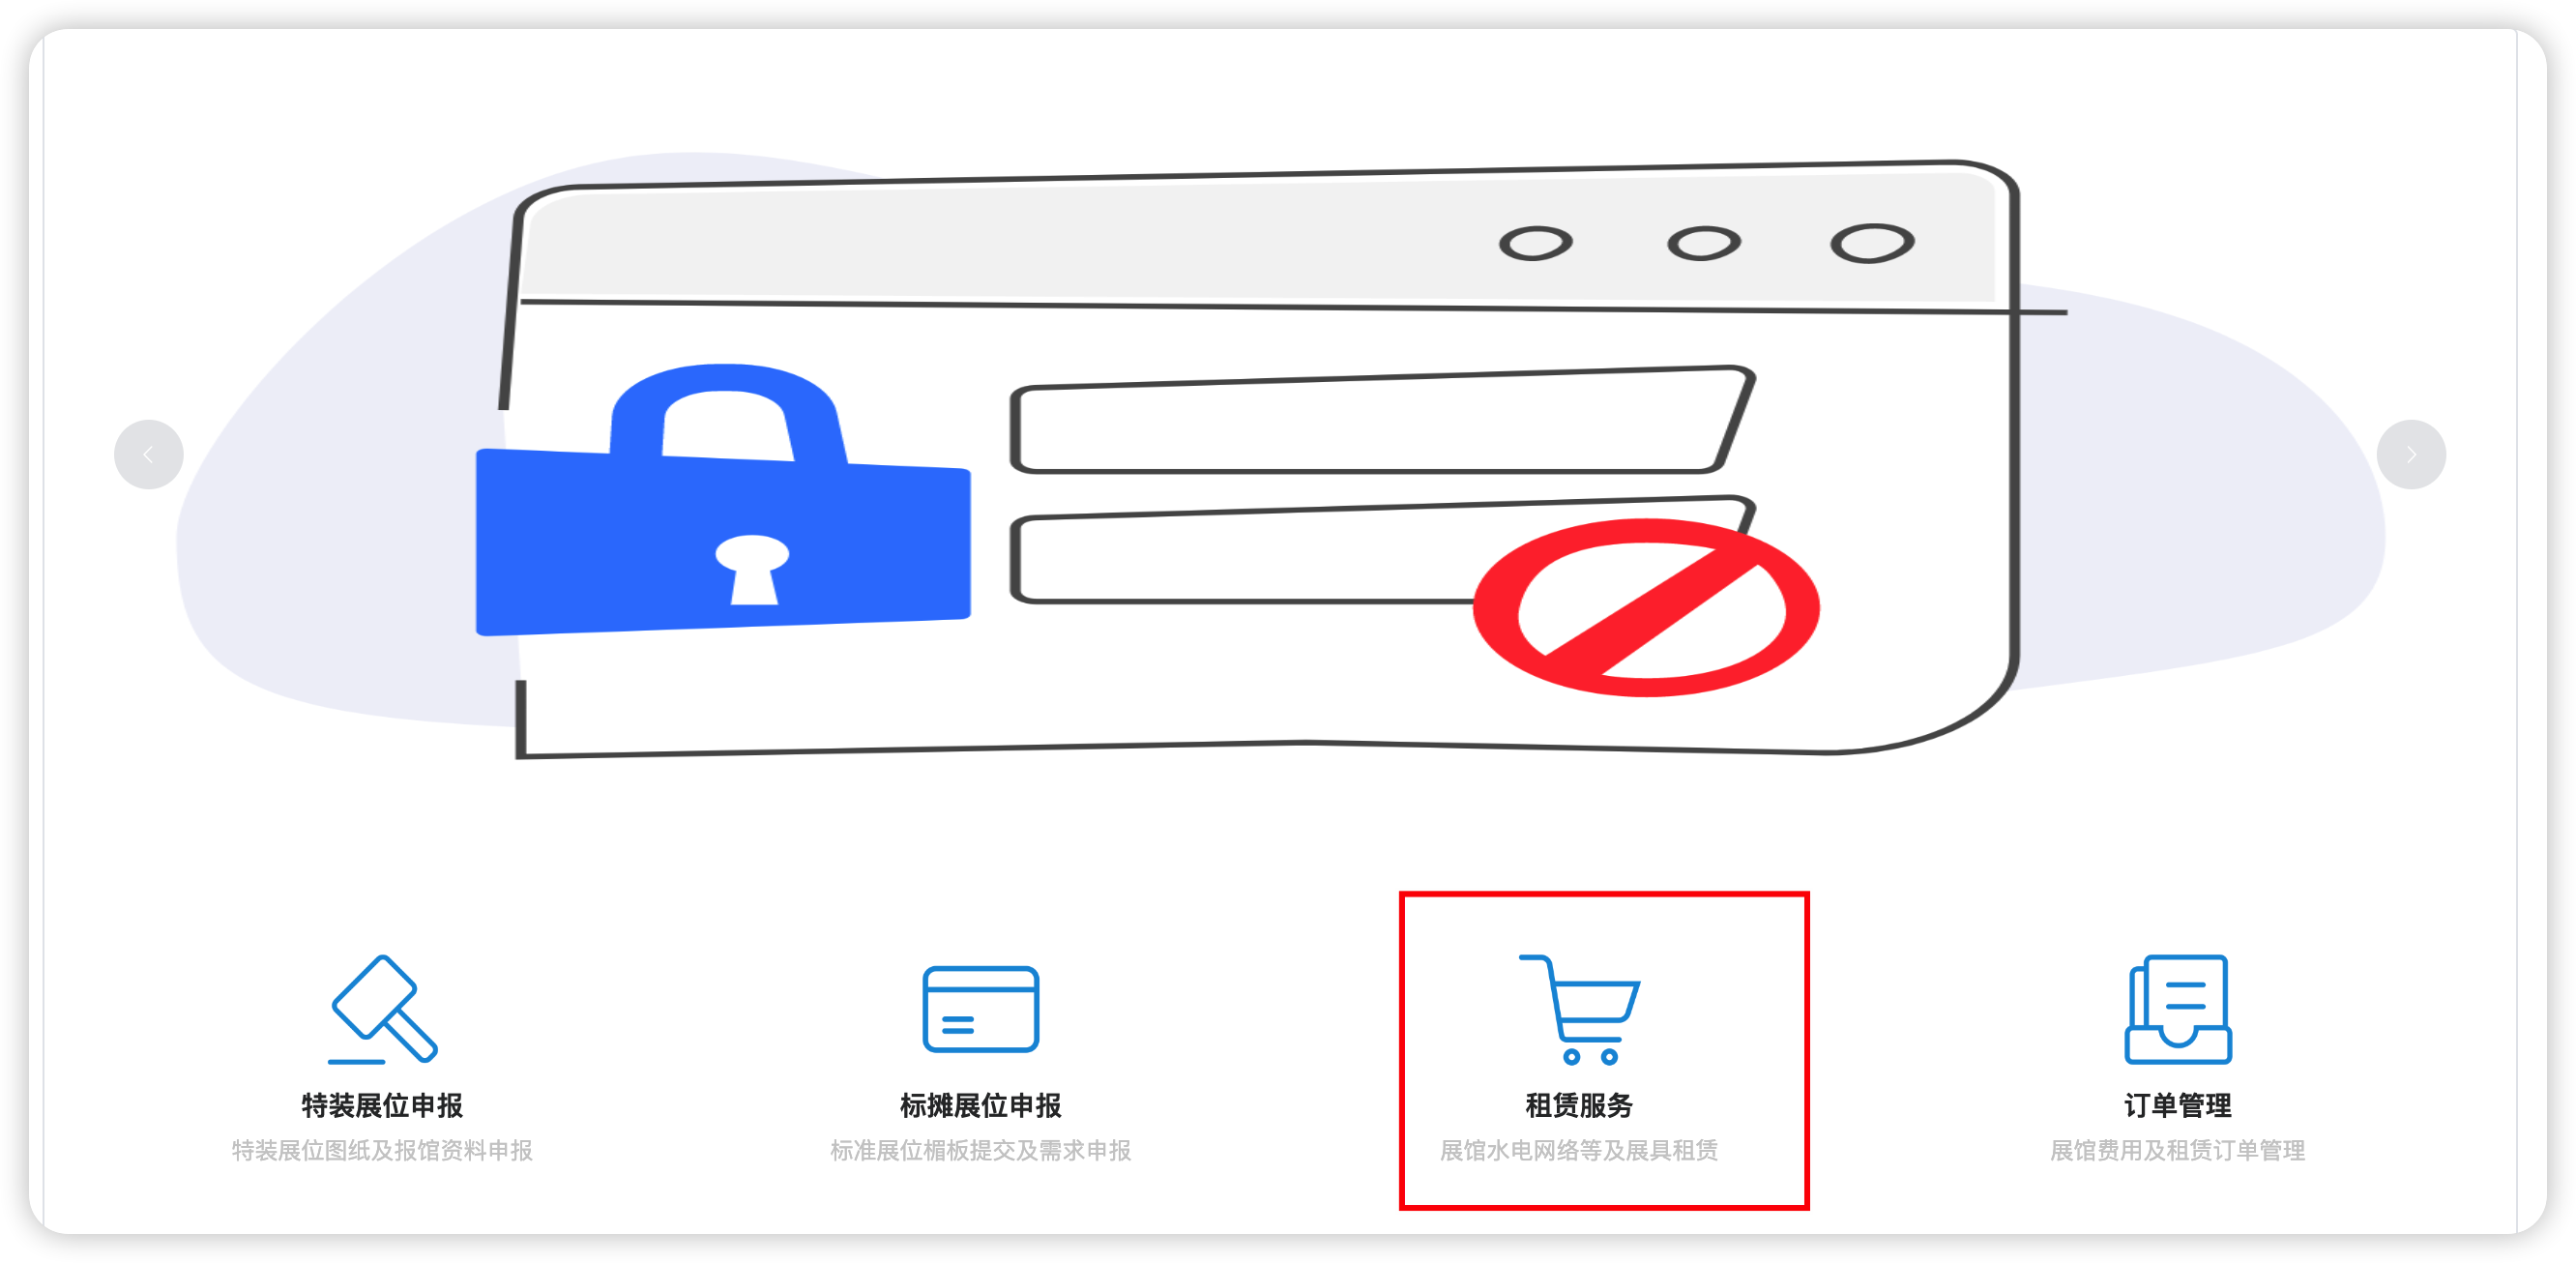 特装展位申报
标摊展位申报
租赁服务
订单管理
特装展位图纸及报馆资料申报
标准展位楣板提交及需求申报
展馆水电网络等及展具租赁
展馆费用及租赁订单管理